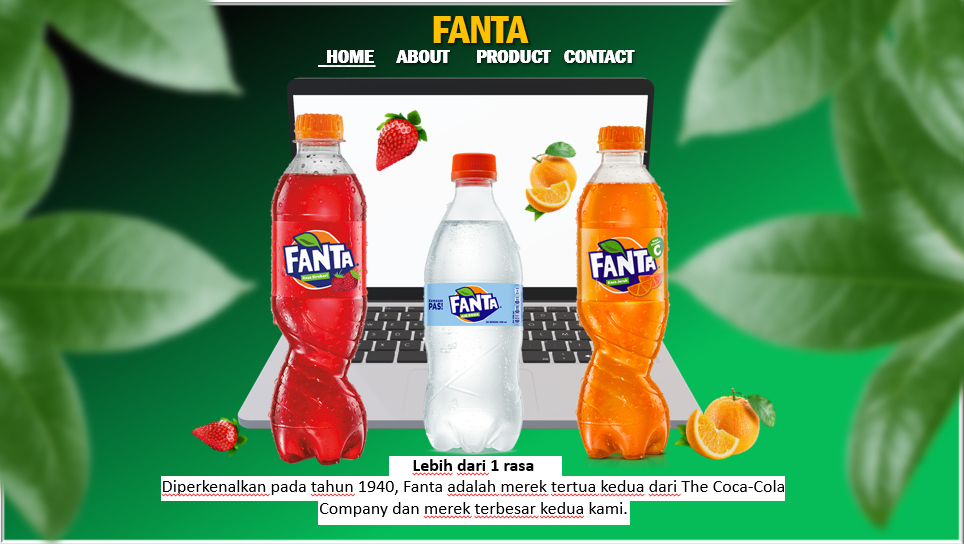 FANTA
HOME ABOUT PRODUCT CONTACT
FANTA
FANTA
FANTA
PAS!
Lebih dari 1 rasa
Diperkenalkan pada tahun 1940, Fanta adalah merek tertua kedua dari The Coca-Cola
Company dan merek terbesar kedua kami.